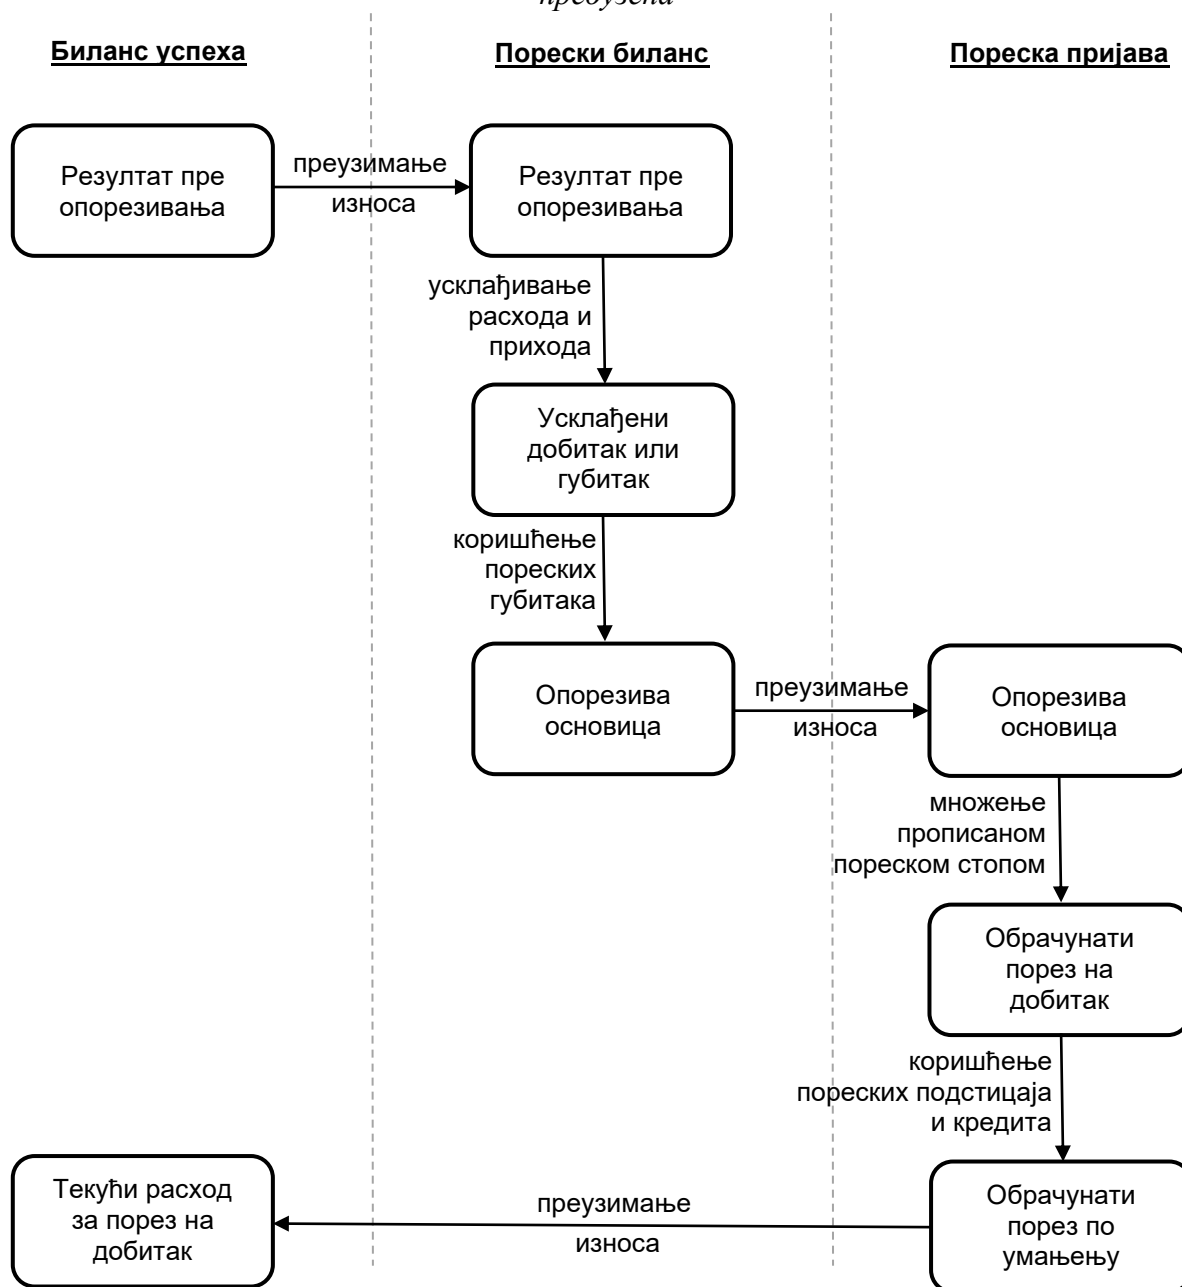 Биланс успеха
Порески биланс
Пореска пријава
Резултат пре
опорезивања
преузимање
износа
Резултат пре
опорезивања
усклађивање
расхода и
прихода
Усклађени
добитак или
губитак
коришћење
пореских
губитака
Опорезива
основица
преузимање
износа
Опорезива
основица
множење
прописаном
пореском стопом
Обрачунати
порез на
добитак
коришћење
пореских подстицаја
и кредита
Обрачунати
порез по
умањењу
преузимање
износа
Текући расход
за порез на
добитак